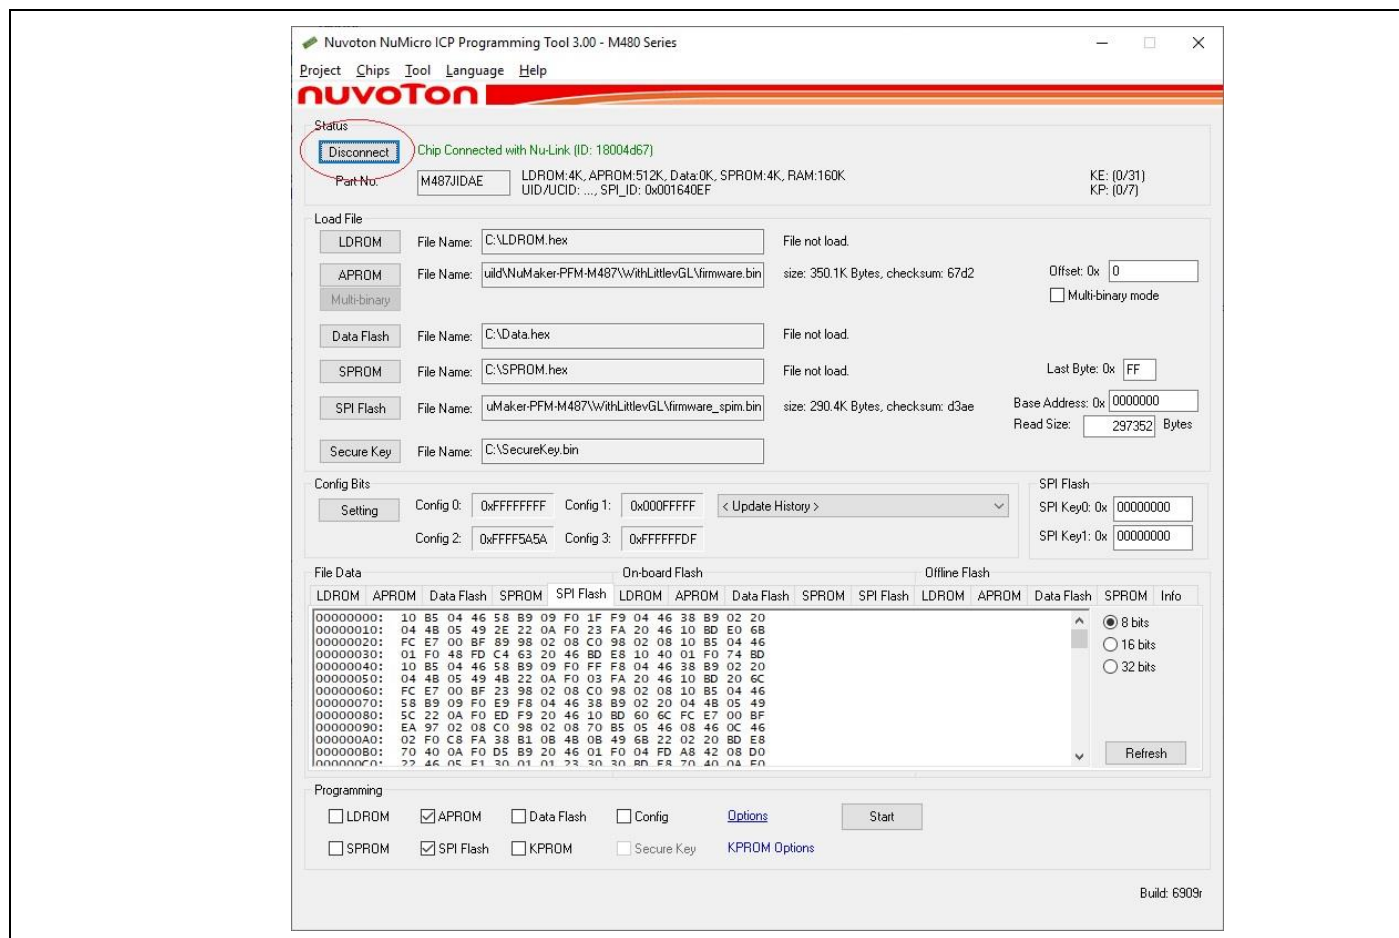 Nuvoton NuMicro ICP Programming Tool 3.00 - M480 Series
Project Chips Tool Language Help
nuvoTon
Status
Disconnect Chip Connected with Nu-Link (ID: 18004d67)
Part No. M487JIDAE LDROM:4K, APROM:512K, Data:0K, SPROM:4K, RAM:160K KE: (0/31)
UID/UCID: ..., SPI_ID: 0x001640EF KP: (0/7)
Load File
LDROM File Name: C:\LDROM.hex File not load.
APROM File Name: uild\NuMaker-PFM-M487\WithLittlevGL\firmware.bin size: 350.1K Bytes, checksum: 67d2 Offset: 0x 0
Multi-binary Multi-binary mode
Data Flash File Name: C:\Data.hex File not load.
SPROM File Name: C:\SPROM.hex File not load. Last Byte: 0x FF
SPI Flash File Name: uMaker-PFM-M487\WithLittlevGL\firmware_spim.bin size: 290.4K Bytes, checksum: d3ae Base Address: 0x 0000000
Read Size: 297352 Bytes
Secure Key File Name: C:\SecureKey.bin
Config Bits SPI Flash
Setting Config 0: 0xFFFFFFFF Config 1: 0x000FFFFF < Update History > SPI Key0: 0x 00000000
Config 2: 0xFFFF5A5A Config 3: 0xFFFFFFDF SPI Key1: 0x 00000000
File Data On-board Flash Offline Flash
LDROM APROM Data Flash SPROM SPI Flash LDROM APROM Data Flash SPROM SPI Flash LDROM APROM Data Flash SPROM Info
00000000: 10 B5 04 46 58 B9 09 F0 1F F9 04 46 38 B9 02 20 8 bits
00000010: 04 4B 05 49 2E 22 0A F0 23 FA 20 46 10 BD E0 6B
00000020: FC E7 00 BF 89 98 02 08 C0 98 02 08 10 B5 04 46 16 bits
00000030: 01 F0 48 FD C4 63 20 46 BD E8 10 40 01 F0 74 BD
00000040: 10 B5 04 46 58 B9 09 F0 FF F8 04 46 38 B9 02 20 32 bits
00000050: 04 4B 05 49 4B 22 0A F0 03 FA 20 46 10 BD 20 6C
00000060: FC E7 00 BF 23 98 02 08 C0 98 02 08 10 B5 04 46
00000070: 58 B9 09 F0 E9 F8 04 46 38 B9 02 20 04 4B 05 49
00000080: 5C 22 0A F0 ED F9 20 46 10 BD 60 6C FC E7 00 BF
00000090: EA 97 02 08 C0 98 02 08 70 B5 05 46 08 46 0C 46
000000A0: 02 F0 C8 FA 38 B1 0B 4B 0B 49 6B 22 02 20 BD E8
000000B0: 70 40 0A F0 D5 B9 20 46 01 F0 04 FD A8 42 08 D0 Refresh
000000C0: 22 46 05 F1 30 01 01 23 30 30 BD E8 70 40 0A F0
Programming
LDROM APROM Data Flash Config Options Start
SPROM SPI Flash KPROM Secure Key KPROM Options
Build: 6909r